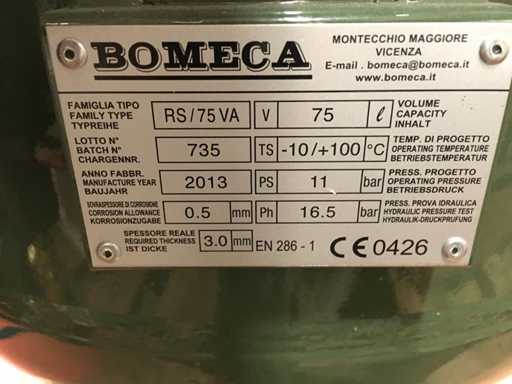 BOMECA
MONTECCHIO MAGGIORE
VICENZA
E-mail . bomeca@bomeca.it
www.bomeca.it
FAMIGLIA TIPO
FAMILY TYPE
TYPREIHE
RS/75VA
V
75
ℓ
VOLUME
CAPACITY
INHALT
LOTTO N°
BATCH N°
CHARGENNR.
735
TS
-10/+100
°C
TEMP. DI PROGETTO
OPERATING TEMPERATURE
BETRIEBSTEMPERATUR
ANNO FABBR.
MANUFACTURE YEAR
BAUJAHR
2013
PS
11
bar
PRESS. PROGETTO
OPERATING PRESSURE
BETRIEBSDRUCK
SOVRASPESSORE DI CORROSIONE
CORROSION ALLOWANCE
KORROSIONZUGABE
0.5
mm
Ph
16.5
bar
PRESS. PROVA IDRAULICA
HYDRAULIC PRESSURE TEST
HYDRAULIK-DRUCKPRÜFUNG
SPESSORE REALE
REQUIRED THICKNESS
IST DICKE
3.0
mm
EN 286 - 1
CE0426